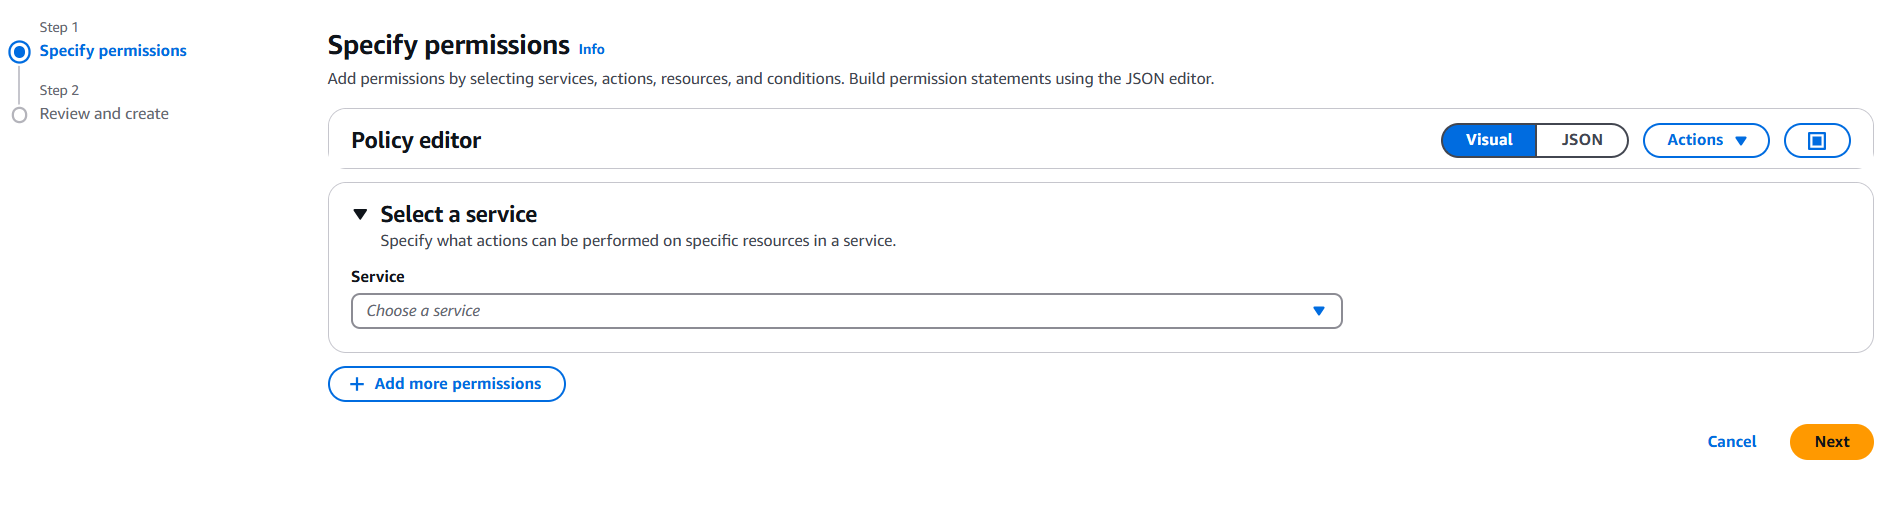 Step 1
Specify permissions
Step 2
Review and create
Specify permissions Info
Add permissions by selecting services, actions, resources, and conditions. Build permission statements using the JSON editor.
Policy editor
Visual JSON Actions
Select a service
Specify what actions can be performed on specific resources in a service.
Service
Choose a service
+ Add more permissions
Cancel Next